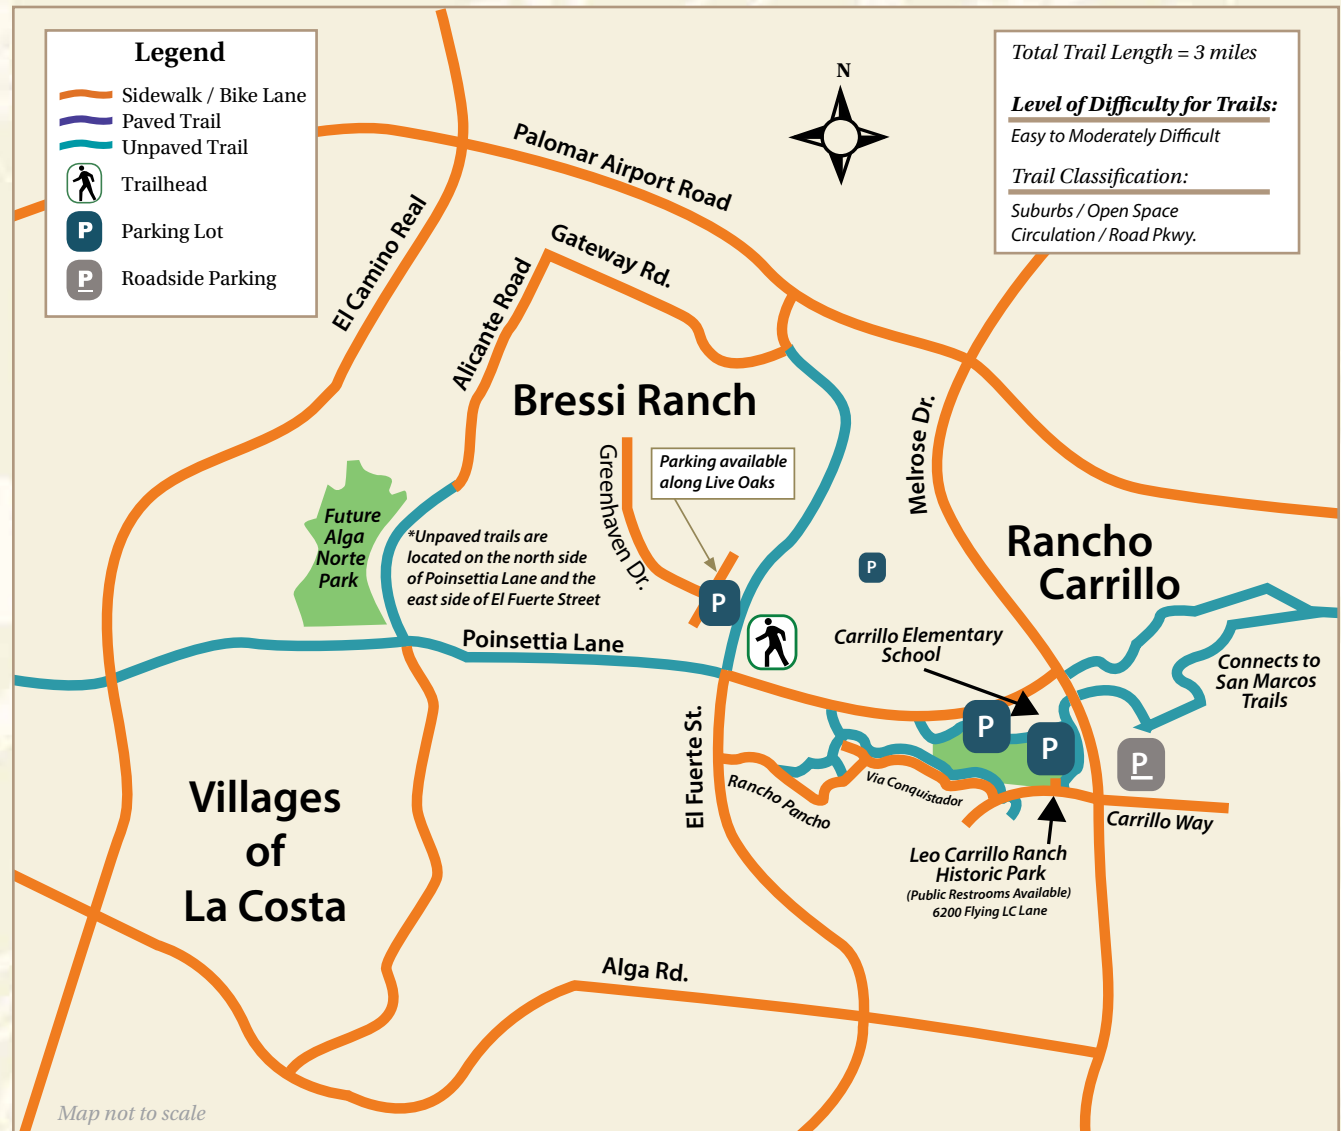 Legend
Sidewalk / Bike Lane
Paved Trail
Unpaved Trail
Trailhead
P
Parking Lot
P
Roadside Parking
N
Total Trail Length = 3 miles
Level of Difficulty for Trails:
Easy to Moderately Difficult
Trail Classification:
Suburbs / Open Space
Circulation / Road Pkwy.
Palomar Airport Road
El Camino Real
Gateway Rd.
Alicante Road
Bressi Ranch
Melrose Dr.
Greenhaven Dr.
Parking available
along Live Oaks
Future
Alga
Norte
Park
*Unpaved trails are
located on the north side
of Poinsettia Lane and the
east side of El Fuerte Street
P
P
Rancho
Carrillo
Poinsettia Lane
Carrillo Elementary
School
Connects to
San Marcos
Trails
P
P
P
El Fuerte St.
Rancho Pancho
Via Conquistador
Carrillo Way
Villages
of
La Costa
Leo Carrillo Ranch
Historic Park
(Public Restrooms Available)
6200 Flying LC Lane
Alga Rd.
Map not to scale